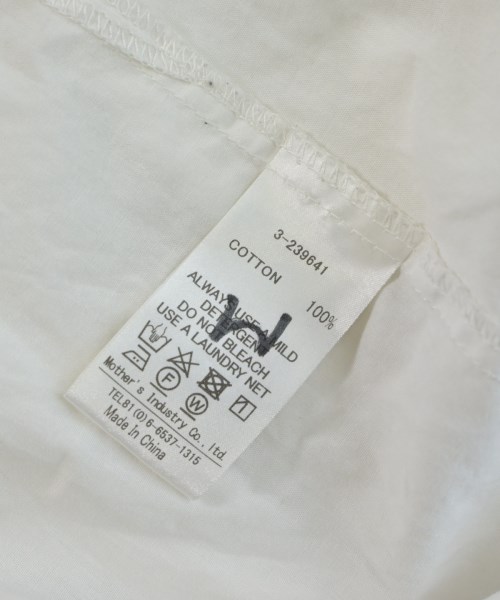 3-239641
COTTON 100%
ALWAYS USE A MILD
DETERGENT
DO NOT BLEACH
USE A LAUNDRY NET
F W
Mother's Industry Co., ltd.
TEL81(0)6-6537-1315
Made In China